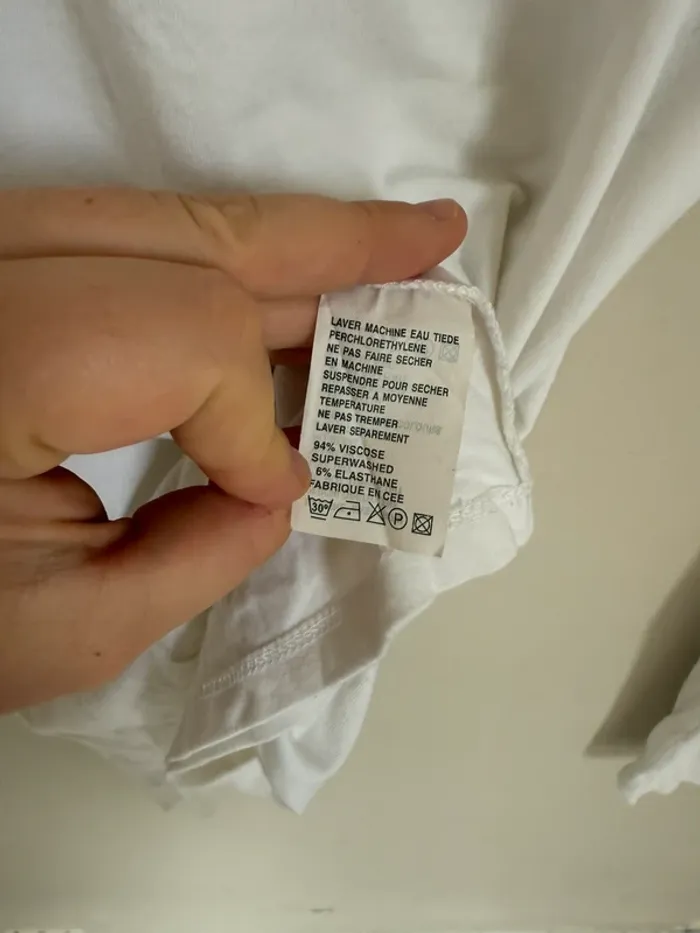 LAVER MACHINE EAU TIEDE
PERCHLORETHYLENE
NE PAS FAIRE SECHER
EN MACHINE
SUSPENDRE POUR SECHER
REPASSER A MOYENNE
TEMPERATURE
NE PAS TREMPER
LAVER SEPAREMENT
94% VISCOSE
SUPERWASHED
6% ELASTHANE
FABRIQUE EN CEE
30° P